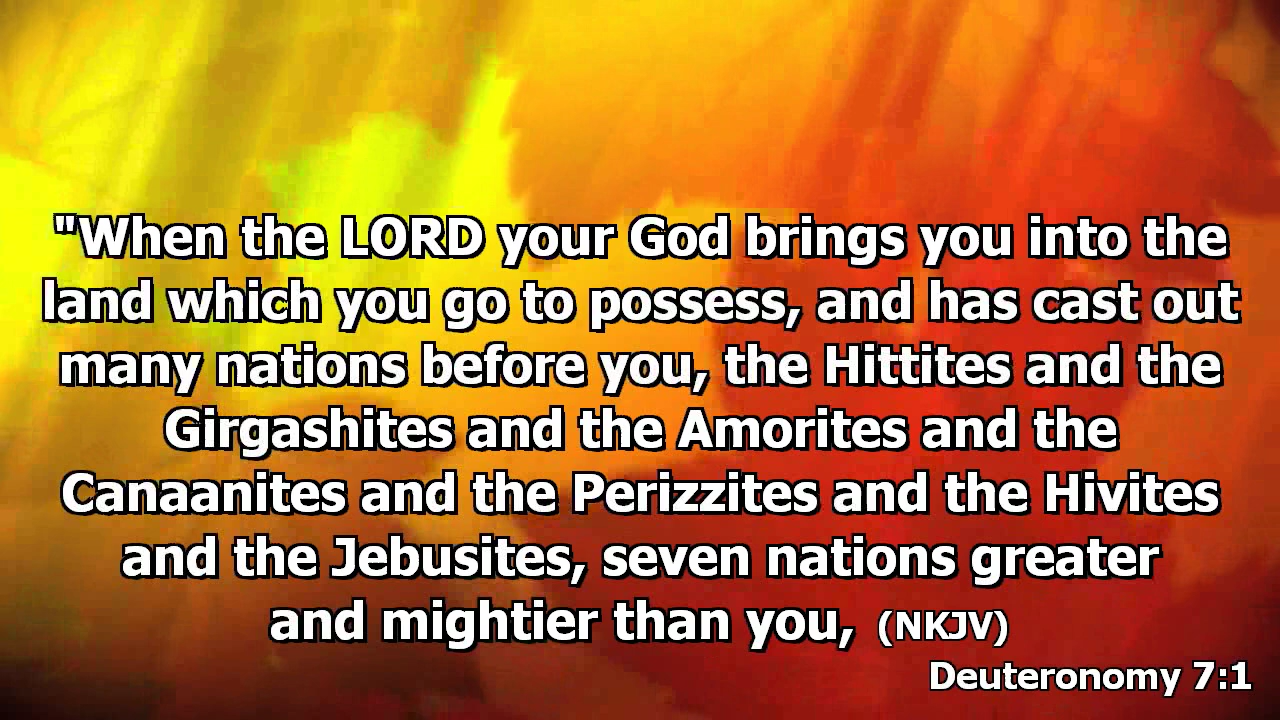 "When the LORD your God brings you into the
land which you go to possess, and has cast out
many nations before you, the Hittites and the
Girgashites and the Amorites and the
Canaanites and the Perizzites and the Hivites
and the Jebusites, seven nations greater
and mightier than you, (NKJV)
Deuteronomy 7:1